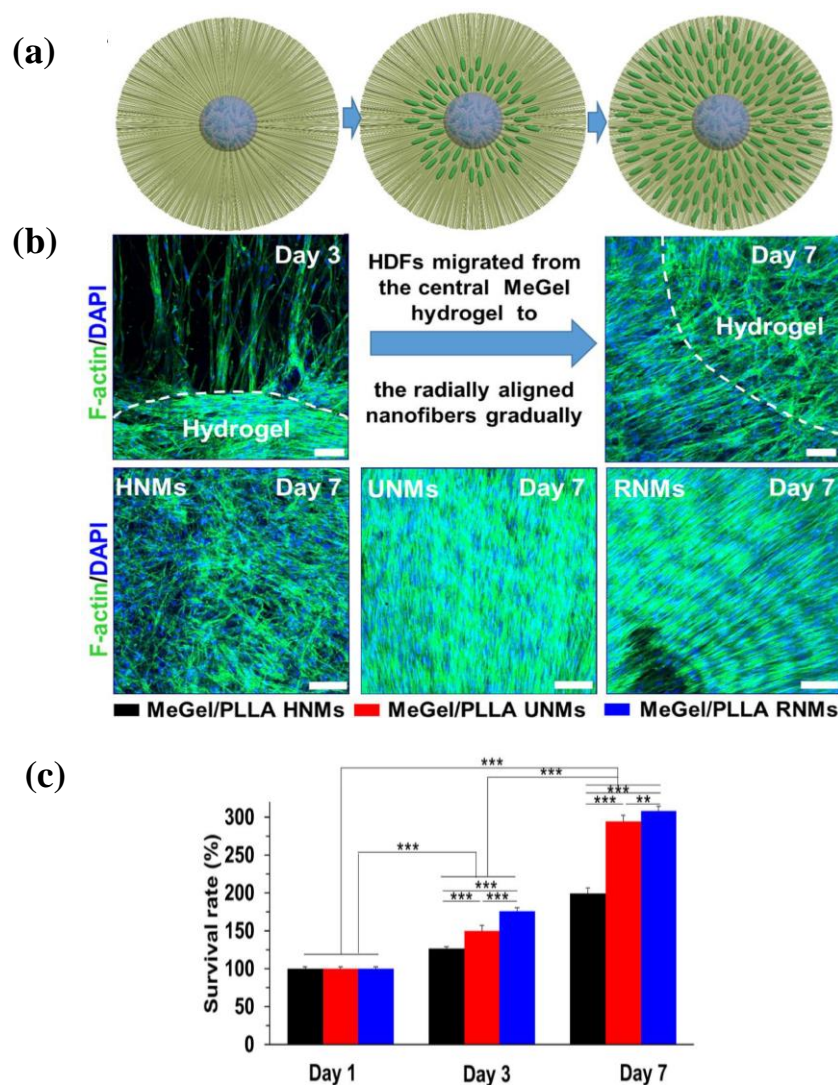 (a)
(b)
Day 3
F-actin/DAPI
Hydrogel
HDFs migrated from
the central MeGel
hydrogel to
the radially aligned
nanofibers gradually
Day 7
Hydrogel
F-actin/DAPI
HNMs Day 7
UNMs Day 7
RNMs Day 7
MeGel/PLLA HNMs MeGel/PLLA UNMs MeGel/PLLA RNMs
(c)
***
***
***
***
*** **
***
*** ***
Survival rate (%)
300
250
200
150
100
50
0
Day 1 Day 3 Day 7